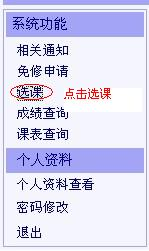 系统功能
相关通知
免修申请
选课 点击选课
成绩查询
课表查询
个人资料
个人资料查看
密码修改
退出